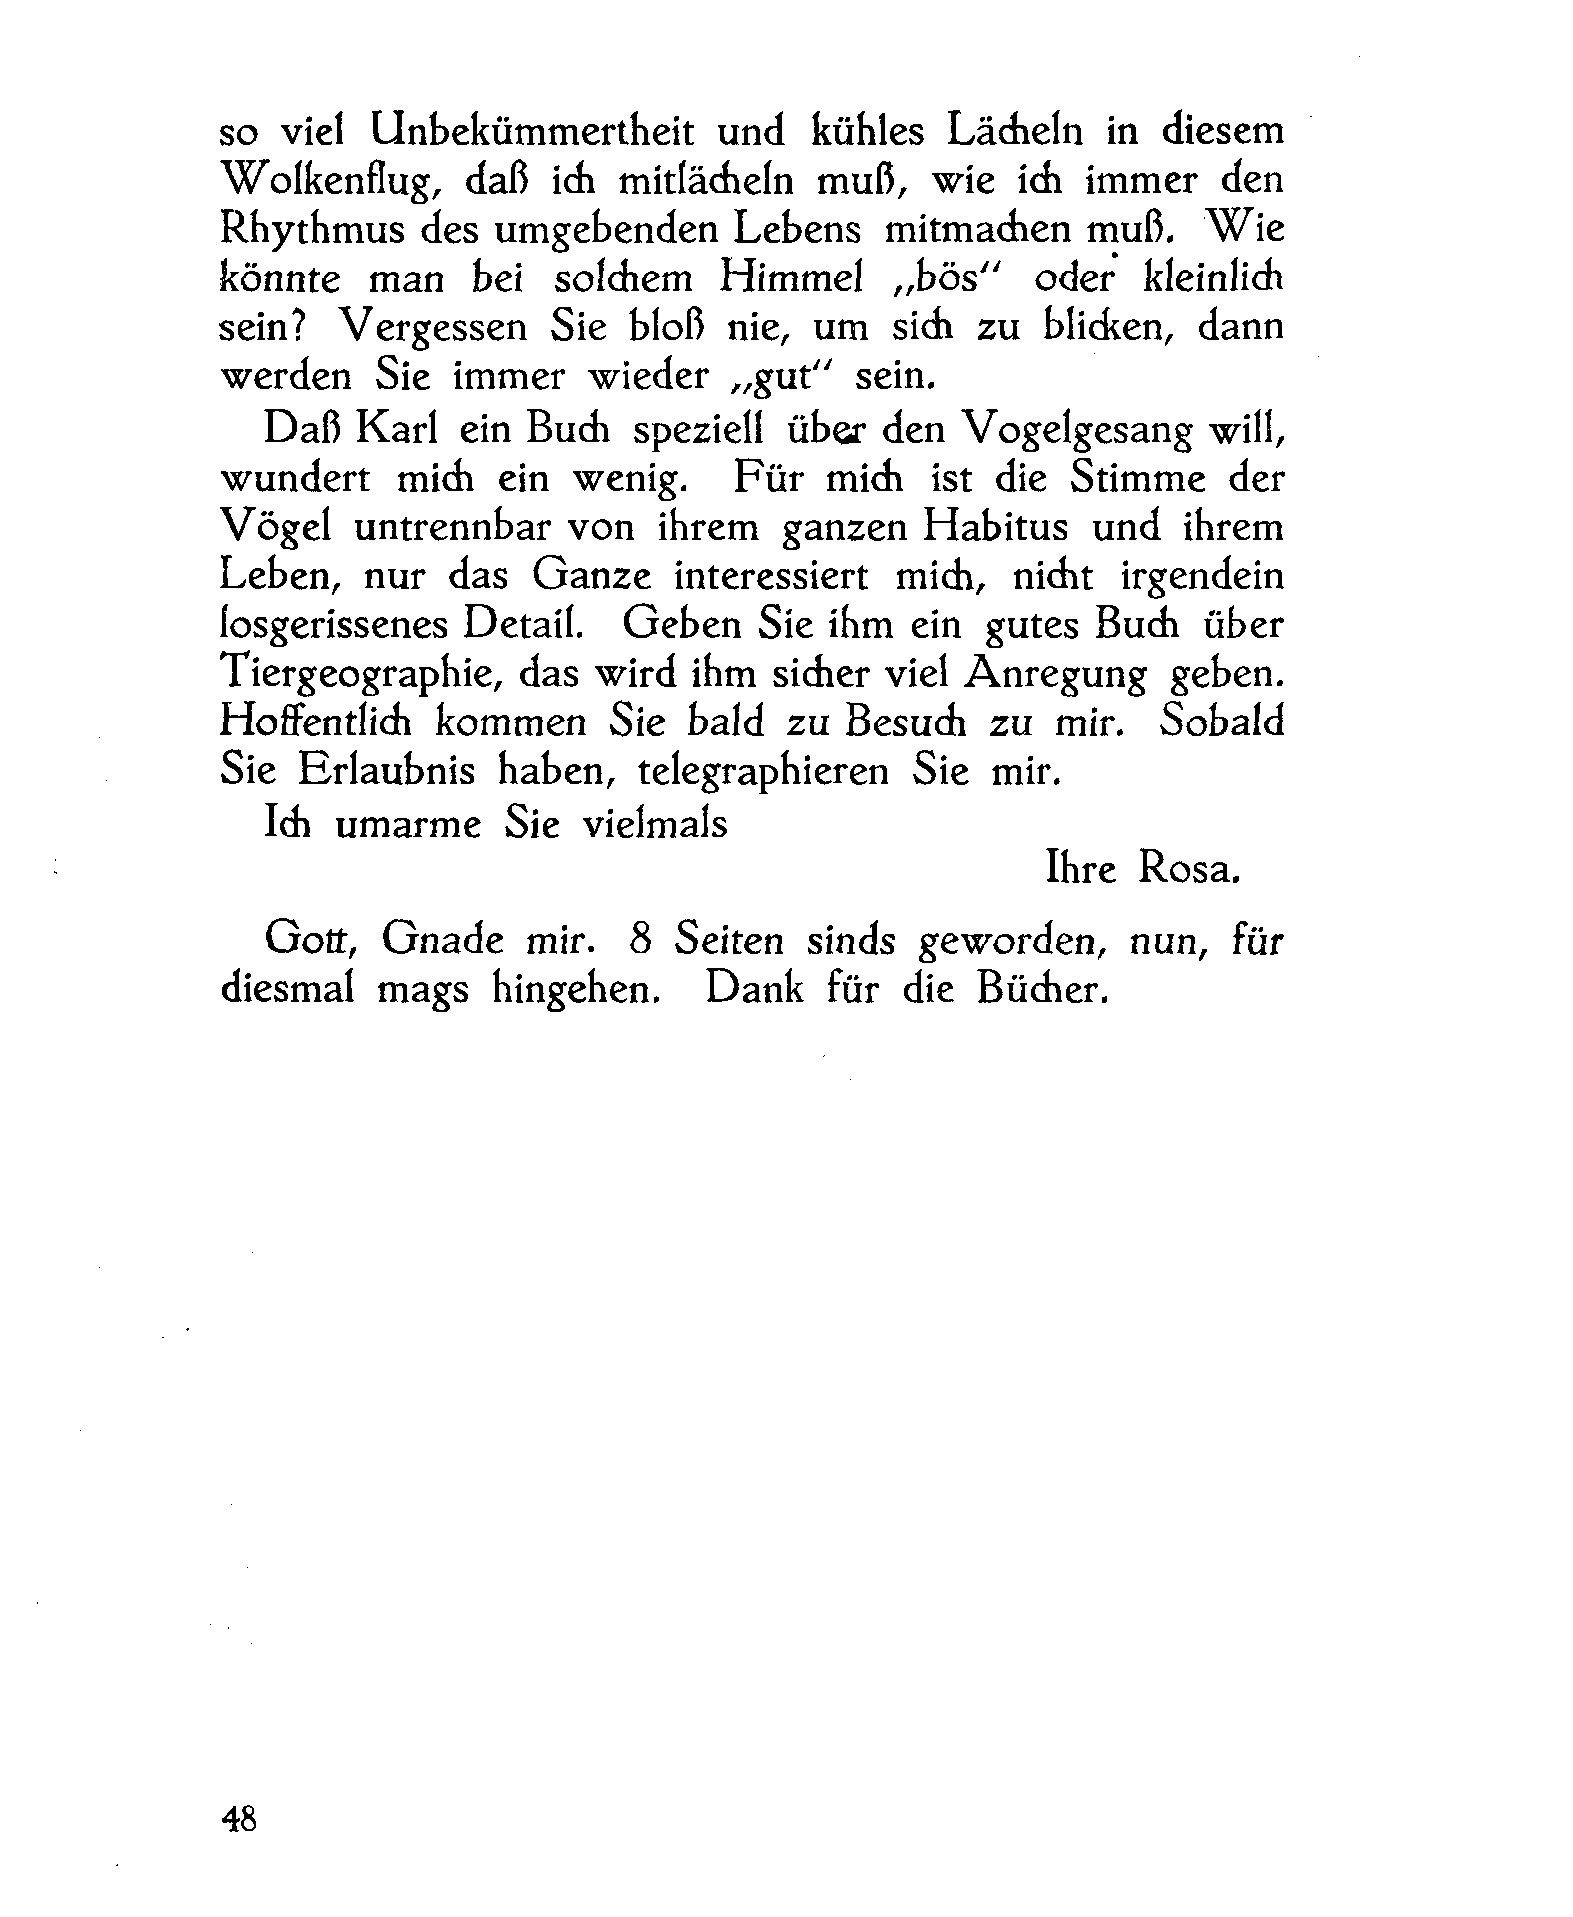 so viel Unbekümmertheit und kühles Lächeln in diesem
Wolkenflug, daß ich mitlächeln muß, wie ich immer den
Rhythmus des umgebenden Lebens mitmachen muß. Wie
könnte man bei solchem Himmel „bös“ oder kleinlich
sein? Vergessen Sie bloß nie, um sich zu blicken, dann
werden Sie immer wieder „gut“ sein.
Daß Karl ein Buch speziell über den Vogelgesang will,
wundert mich ein wenig. Für mich ist die Stimme der
Vögel untrennbar von ihrem ganzen Habitus und ihrem
Leben, nur das Ganze interessiert mich, nicht irgendein
losgerissenes Detail. Geben Sie ihm ein gutes Buch über
Tiergeographie, das wird ihm sicher viel Anregung geben.
Hoffentlich kommen Sie bald zu Besuch zu mir. Sobald
Sie Erlaubnis haben, telegraphieren Sie mir.
Ich umarme Sie vielmals
Ihre Rosa.
Gott, Gnade mir. 8 Seiten sinds geworden, nun, für
diesmal mags hingehen. Dank für die Bücher.
48